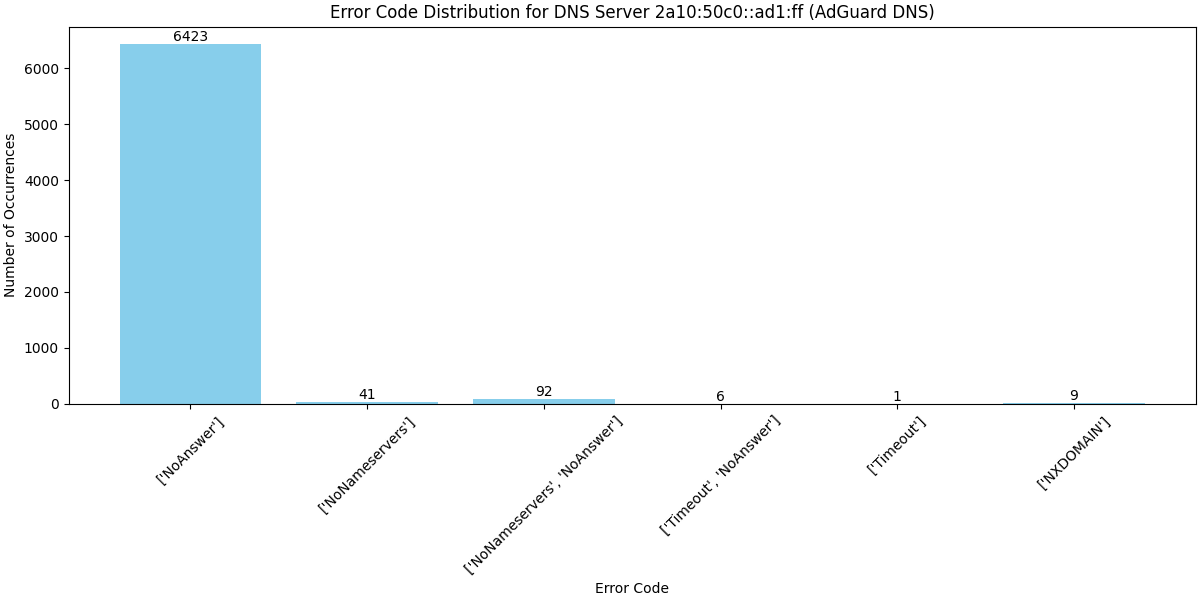 Error Code Distribution for DNS Server 2a10:50c0::ad1:ff (AdGuard DNS)
Number of Occurrences
6000
5000
4000
3000
2000
1000
0
6423
41
92
6
1
9
['NoAnswer']
['NoNameservers']
['NoNameservers', 'NoAnswer']
['Timeout', 'NoAnswer']
['Timeout']
['NXDOMAIN']
Error Code